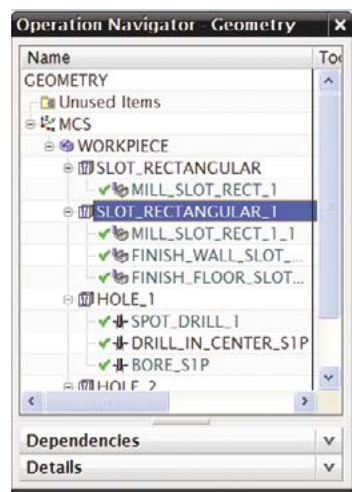 Operation Navigator - Geometry
Name
GEOMETRY
Unused Items
MCS
WORKPIECE
SLOT_RECTANGULAR
MILL_SLOT_RECT_1
SLOT_RECTANGULAR_1
MILL_SLOT_RECT_1_1
FINISH_WALL_SLOT_...
FINISH_FLOOR_SLOT...
HOLE_1
SPOT_DRILL_1
DRILL_IN_CENTER_S1P
BORE_S1P
HOLE_2
Dependencies
Details